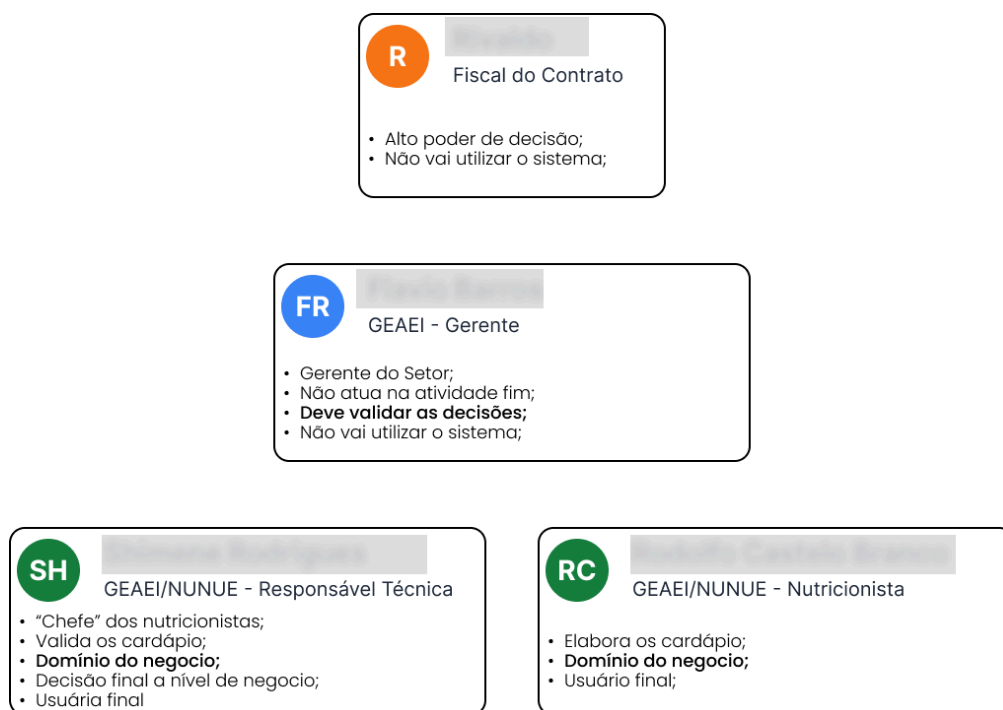 R
Fiscal do Contrato
• Alto poder de decisão;
• Não vai utilizar o sistema;
FR
GEAEI - Gerente
• Gerente do Setor;
• Não atua na atividade fim;
• Deve validar as decisões;
• Não vai utilizar o sistema;
SH
GEAEI/NUNUE - Responsável Técnica
• “Chefe” dos nutricionistas;
• Valida os cardápio;
• Domínio do negocio;
• Decisão final a nível de negocio;
• Usuária final
RC
GEAEI/NUNUE - Nutricionista
• Elabora os cardápio;
• Domínio do negocio;
• Usuário final;